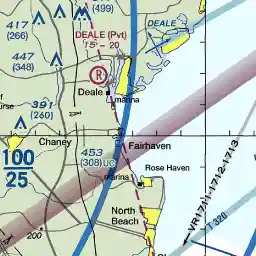 417
(266)
(499)
DEALE (Pvt)
15 - 20
DEALE
447
(348)
R
Deale
marina
391
(260)
Chaney
Fairhaven
100
25
453
(308) UC
marina
Rose Haven
North
Beach
200
VR1711-1712-1713
T 320